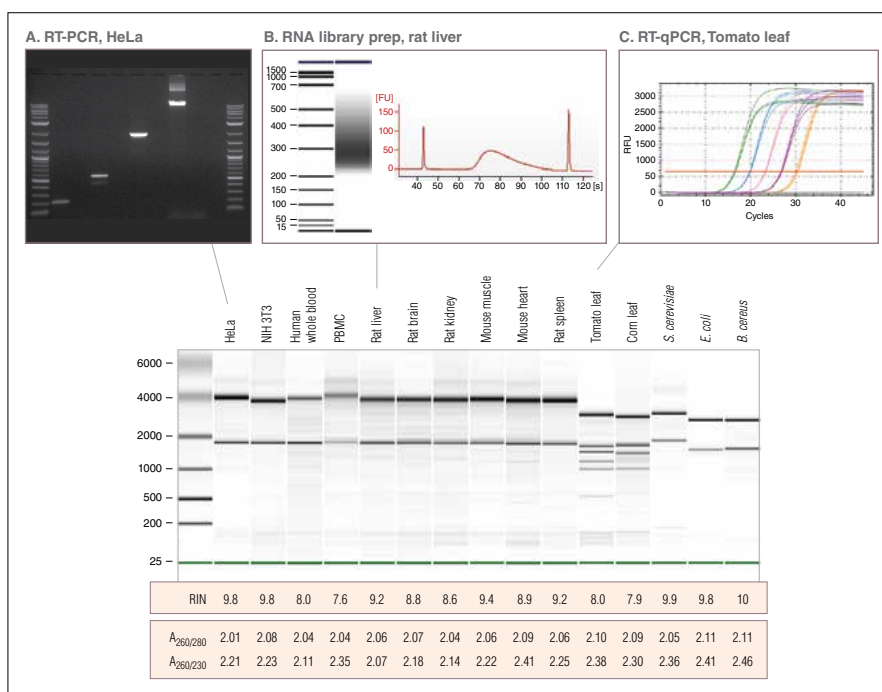 A. RT-PCR, HeLa
B. RNA library prep, rat liver
1500
1000
700
500
400
300
200
150
100
50
15
[FU]
150
100
50
0
40 50 60 70 80 90 100 110 120 [s]
C. RT-qPCR, Tomato leaf
RFU
3000
2500
2000
1500
1000
50
0
0 10 20 30 40
Cycles
HeLa
NIH 3T3
Human
whole blood
PBMC
Rat liver
Rat brain
Rat kidney
Mouse muscle
Mouse heart
Rat spleen
Tomato leaf
Corn leaf
S. cerevisiae
E. coli
B. cereus
6000
4000
2000
1000
500
200
25
RIN 9.8 9.8 8.0 7.6 9.2 8.8 8.6 9.4 8.9 9.2 8.0 7.9 9.9 9.8 10
A260/280 2.01 2.08 2.04 2.04 2.06 2.07 2.04 2.06 2.09 2.06 2.10 2.09 2.05 2.11 2.11
A260/230 2.21 2.23 2.11 2.35 2.07 2.18 2.14 2.22 2.41 2.25 2.38 2.30 2.36 2.41 2.46